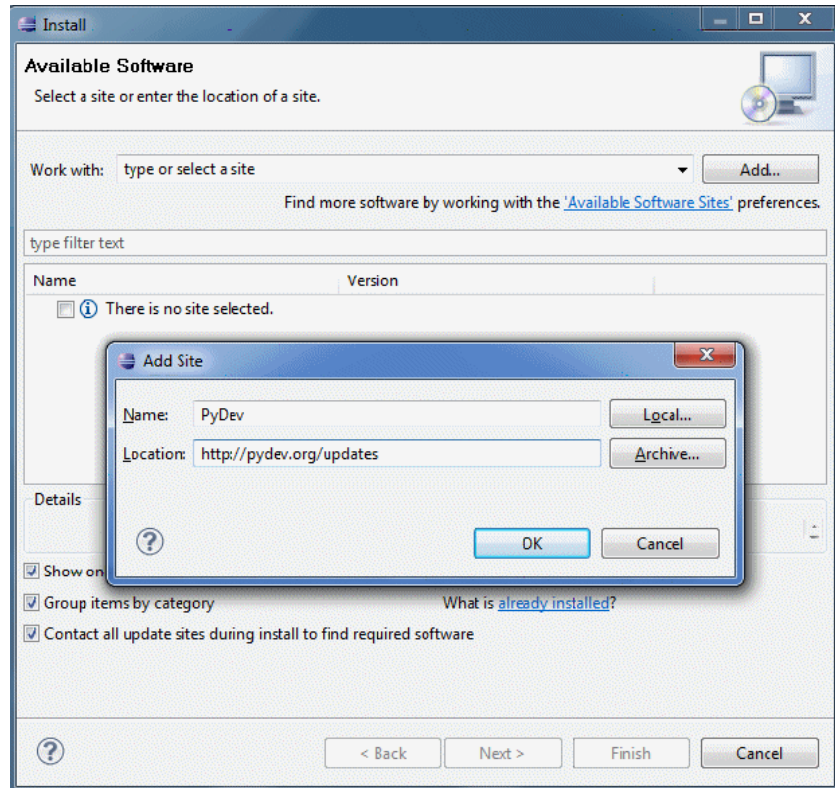 Install
Available Software
Select a site or enter the location of a site.
Work with: type or select a site Add...
Find more software by working with the 'Available Software Sites' preferences.
type filter text
Name Version
There is no site selected.
Add Site
Name: PyDev Local...
Location: http://pydev.org/updates Archive...
Details
OK Cancel
Show on
Group items by category What is already installed?
Contact all update sites during install to find required software
< Back Next > Finish Cancel